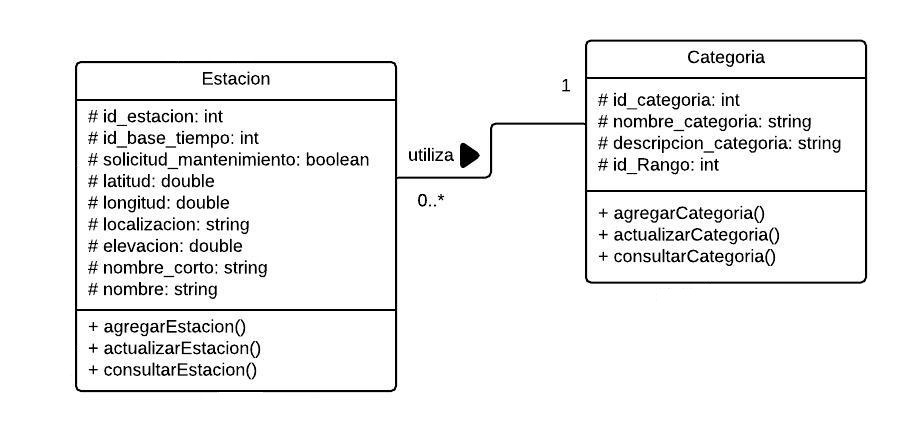 Estacion
# id_estacion: int
# id_base_tiempo: int
# solicitud_mantenimiento: boolean
# latitud: double
# longitud: double
# localizacion: string
# elevacion: double
# nombre_corto: string
# nombre: string
+ agregarEstacion()
+ actualizarEstacion()
+ consultarEstacion()
utiliza
0..*
1
Categoria
# id_categoria: int
# nombre_categoria: string
# descripcion_categoria: string
# id_Rango: int
+ agregarCategoria()
+ actualizarCategoria()
+ consultarCategoria()